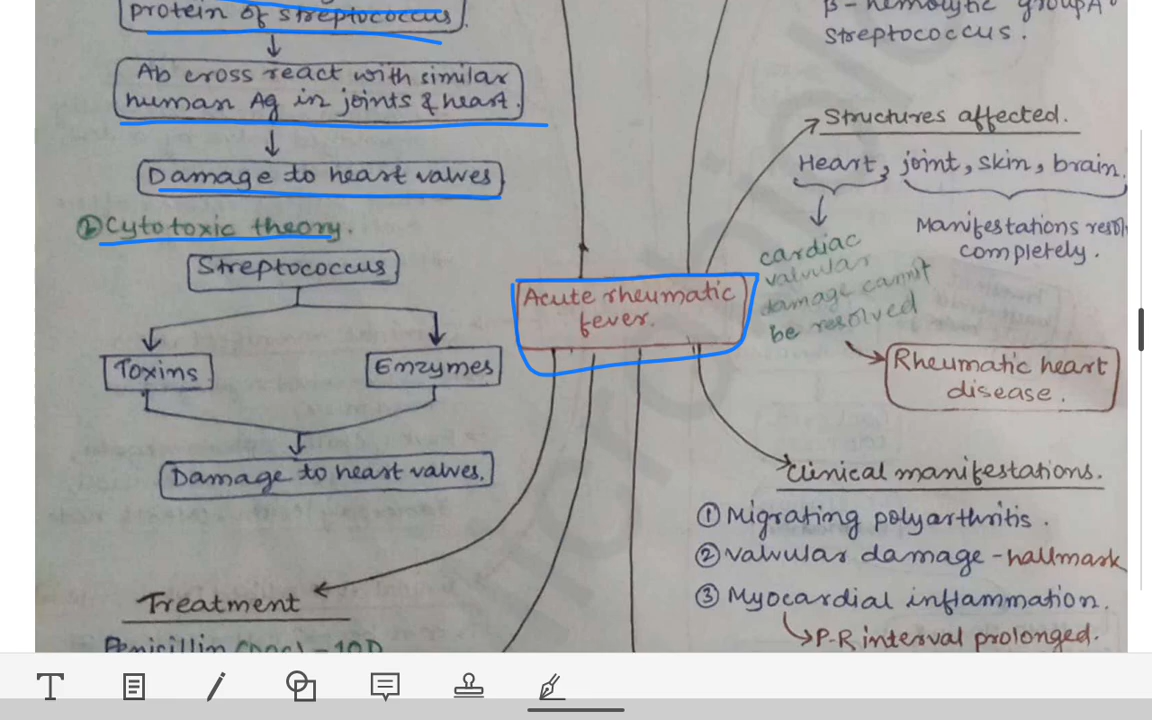 protein of streptococcus
Ab cross react with similar
human Ag in joints & heart.
Damage to heart valves
② Cytotoxic theory.
Streptococcus
Toxins
Enzymes
Damage to heart valves.
Treatment
Penicillin
- 10D
Acute rheumatic
fever.
β-hemolytic group A
Streptococcus.
Structures affected.
Heart, joint, skin, brain.
Manifestations resol
completely.
cardiac
valvular
damage cannot
be resolved
Rheumatic heart
disease.
Clinical manifestations.
① Migrating polyarthritis.
② valvular damage - hallmark
③ Myocardial inflammation.
P-R interval prolonged.
T